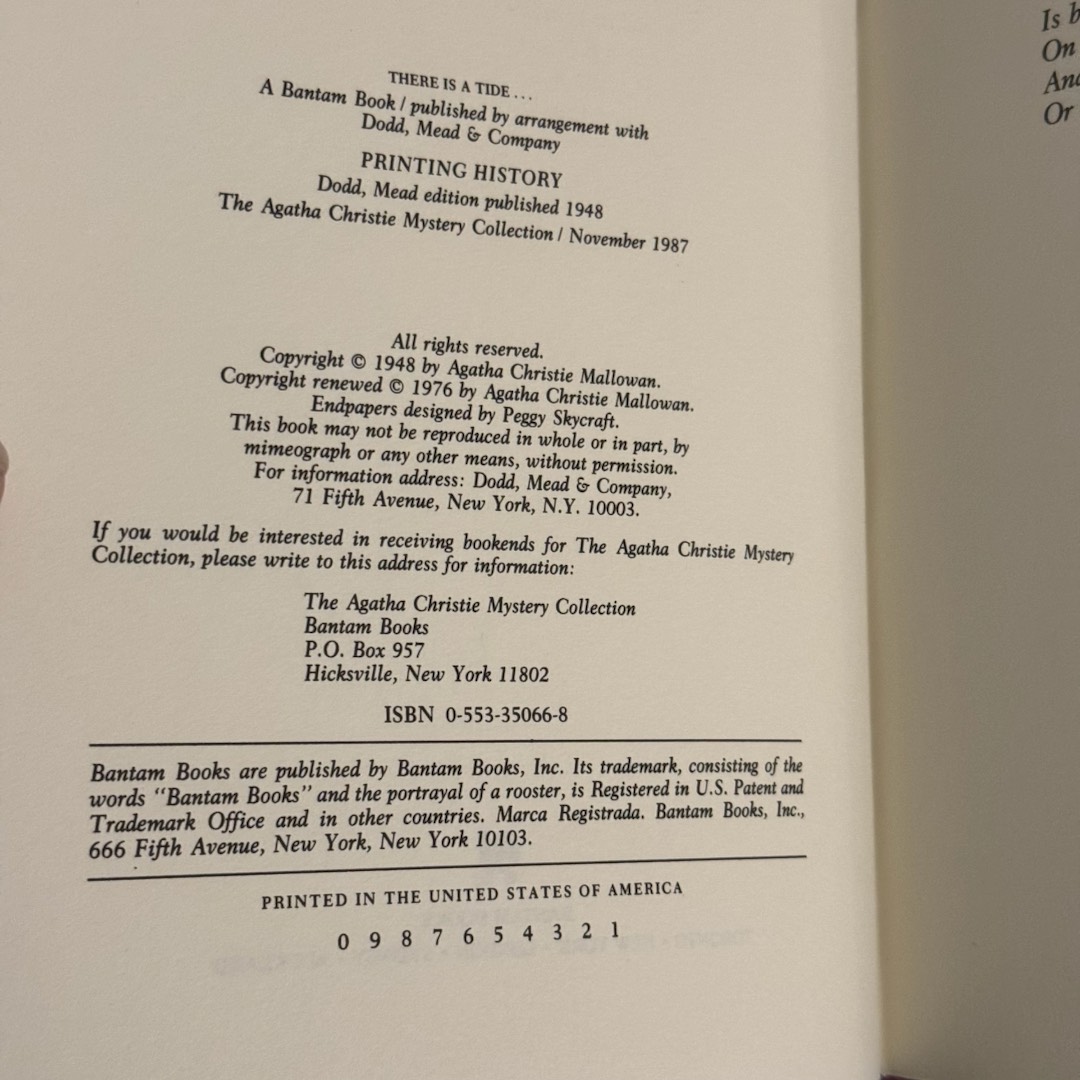 THERE IS A TIDE...
A Bantam Book / published by arrangement with
Dodd, Mead & Company
PRINTING HISTORY
Dodd, Mead edition published 1948
The Agatha Christie Mystery Collection / November 1987
All rights reserved.
Copyright © 1948 by Agatha Christie Mallowan.
Copyright renewed © 1976 by Agatha Christie Mallowan.
Endpapers designed by Peggy Skycraft.
This book may not be reproduced in whole or in part, by
mimeograph or any other means, without permission.
For information address: Dodd, Mead & Company,
71 Fifth Avenue, New York, N.Y. 10003.
If you would be interested in receiving bookends for The Agatha Christie Mystery
Collection, please write to this address for information:
The Agatha Christie Mystery Collection
Bantam Books
P.O. Box 957
Hicksville, New York 11802
ISBN 0-553-35066-8
Bantam Books are published by Bantam Books, Inc. Its trademark, consisting of the
words "Bantam Books" and the portrayal of a rooster, is Registered in U.S. Patent and
Trademark Office and in other countries. Marca Registrada. Bantam Books, Inc.,
666 Fifth Avenue, New York, New York 10103.
PRINTED IN THE UNITED STATES OF AMERICA
0 9 8 7 6 5 4 3 2 1
Is
On
Or